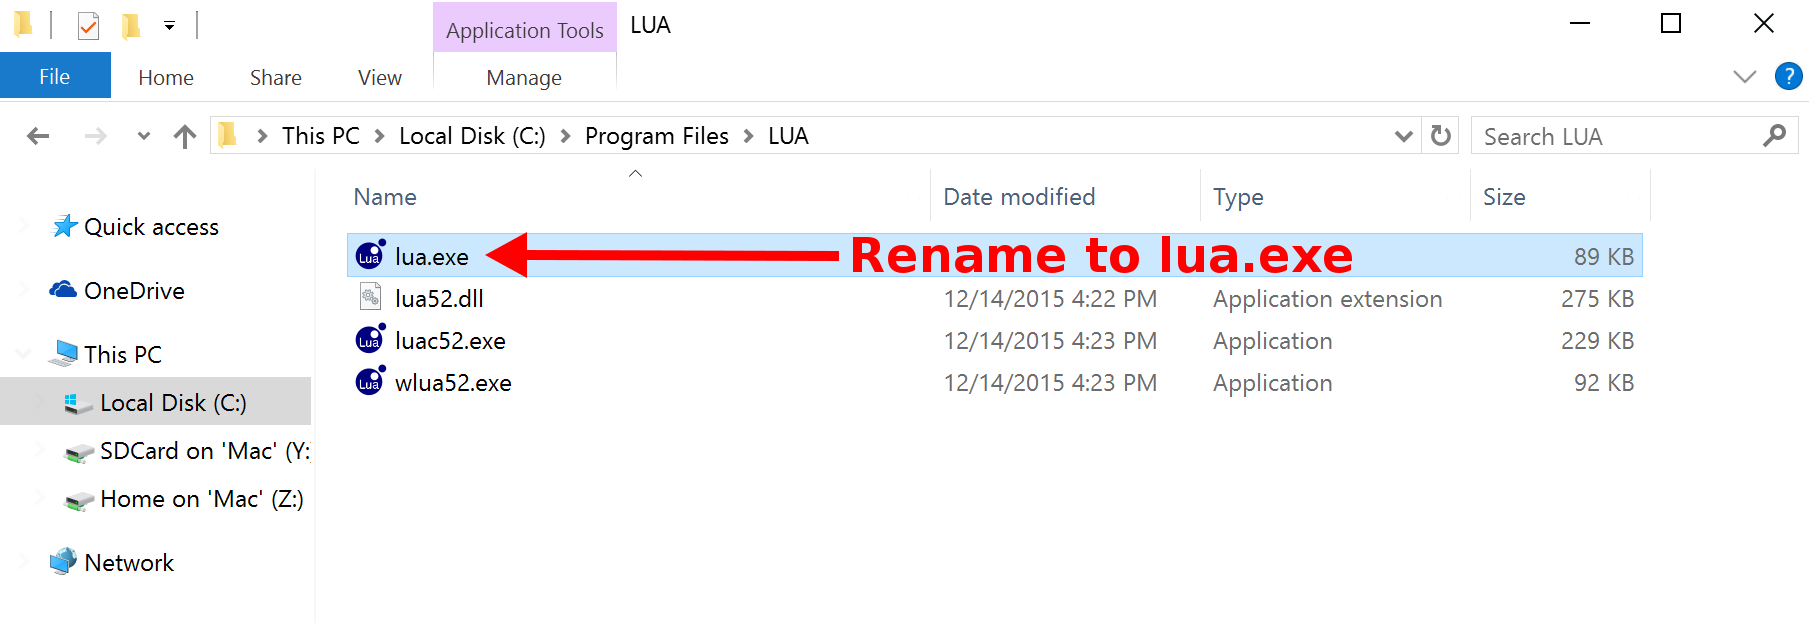 Application Tools LUA
File Home Share View Manage
?
This PC Local Disk (C:) Program Files LUA
Search LUA
Name Date modified Type Size
Quick access
OneDrive
This PC
Local Disk (C:)
SDCard on 'Mac' (Y:
Home on 'Mac' (Z:)
Network
Lua lua.exe Rename to lua.exe 89 KB
lua52.dll 12/14/2015 4:22 PM Application extension 275 KB
Lua luac52.exe 12/14/2015 4:23 PM Application 229 KB
Lua wlua52.exe 12/14/2015 4:23 PM Application 92 KB